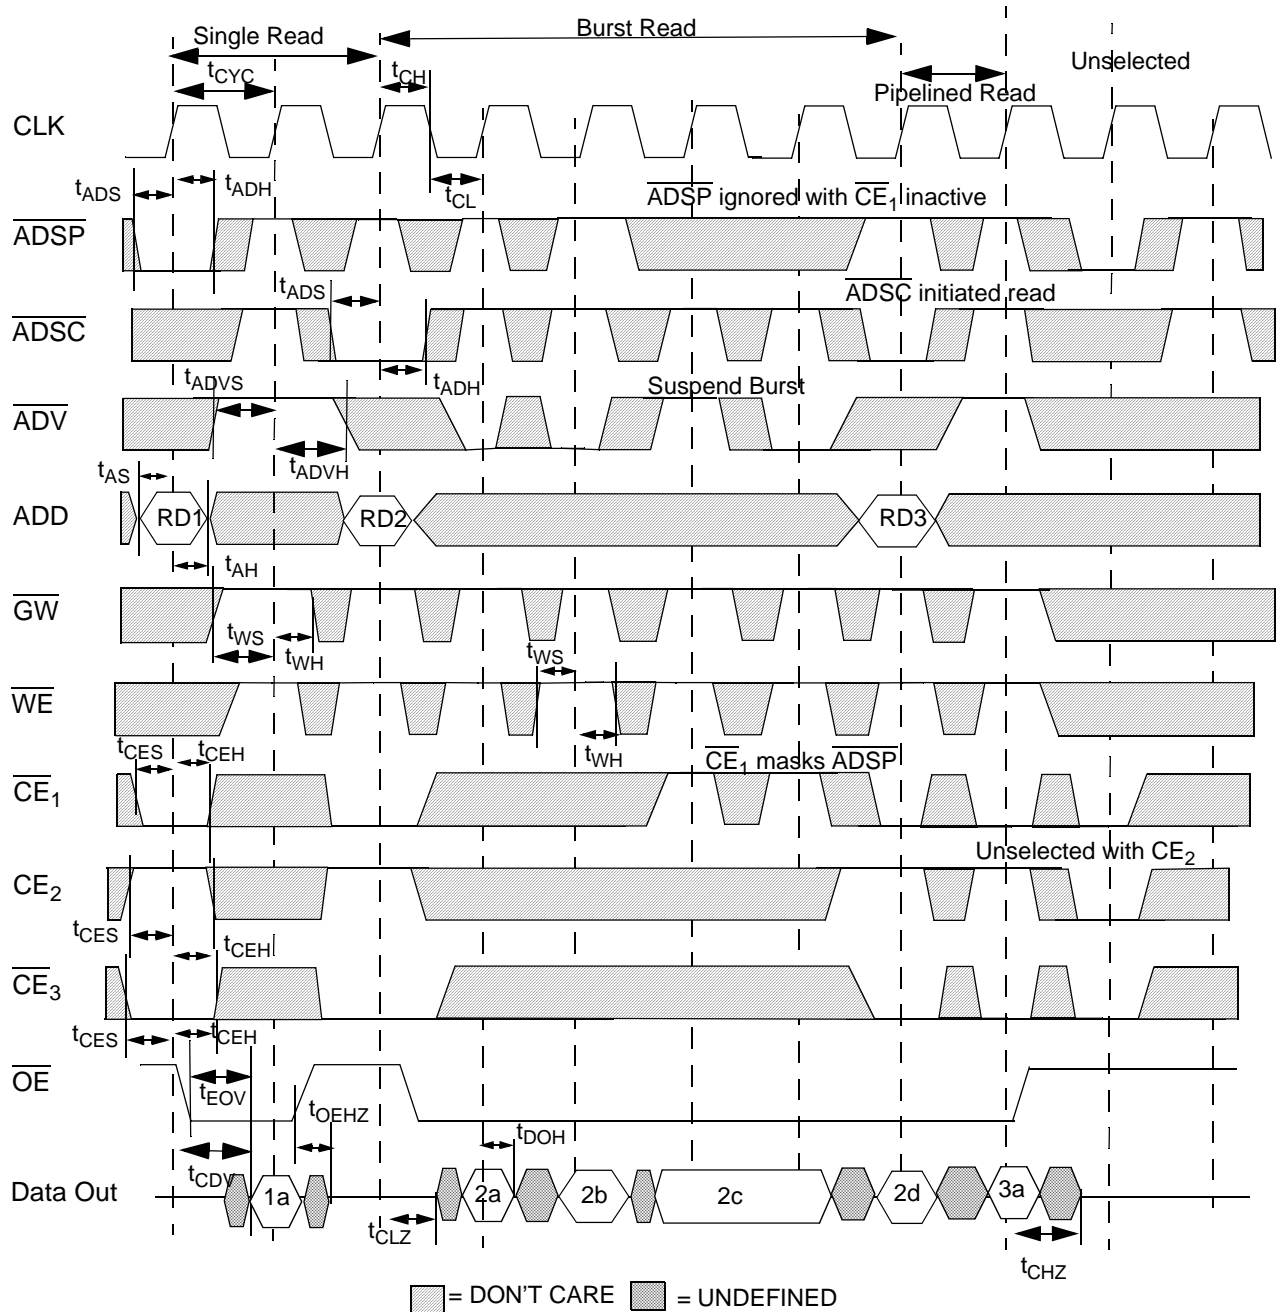 Single Read
Burst Read
Unselected
tCYC
tCH
Pipelined Read
CLK
tADS
tADH
tCL
ADSP ignored with CE1 inactive
ADSP
tADS
ADSC initiated read
ADSC
tADVS
tADH
Suspend Burst
ADV
tAS
tADVH
ADD
RD1
RD2
RD3
tAH
GW
tWS
tWH
tWS
WE
tCES
tCEH
tWH
CE1 masks ADSP
CE1
Unselected with CE2
CE2
tCES
tCEH
CE3
tCES
tCEH
OE
tEOV
tOEHZ
tDOH
tCDV
Data Out
1a
2a
2b
2c
2d
3a
tCLZ
tCHZ
= DON'T CARE
= UNDEFINED